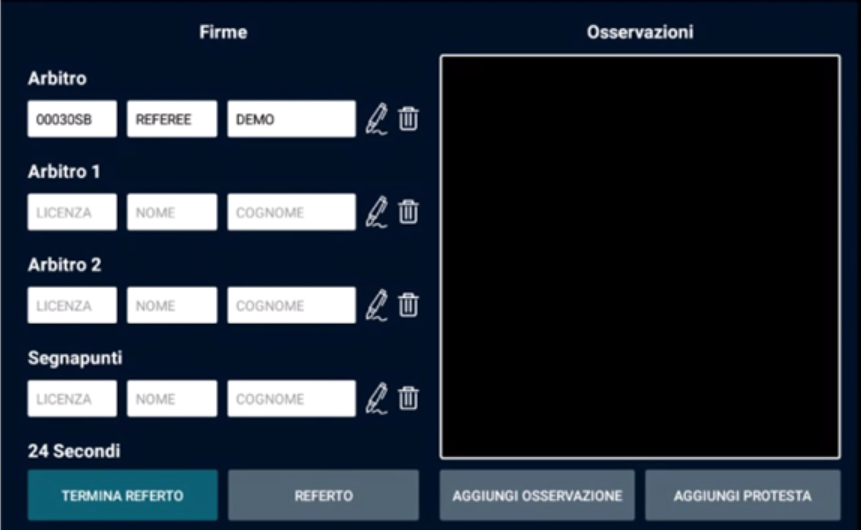 Firme
Osservazioni
Arbitro
00030SB REFEREE DEMO
Arbitro 1
LICENZA NOME COGNOME
Arbitro 2
LICENZA NOME COGNOME
Segnapunti
LICENZA NOME COGNOME
24 Secondi
TERMINA REFERTO REFERTO AGGIUNGI OSSERVAZIONE AGGIUNGI PROTESTA